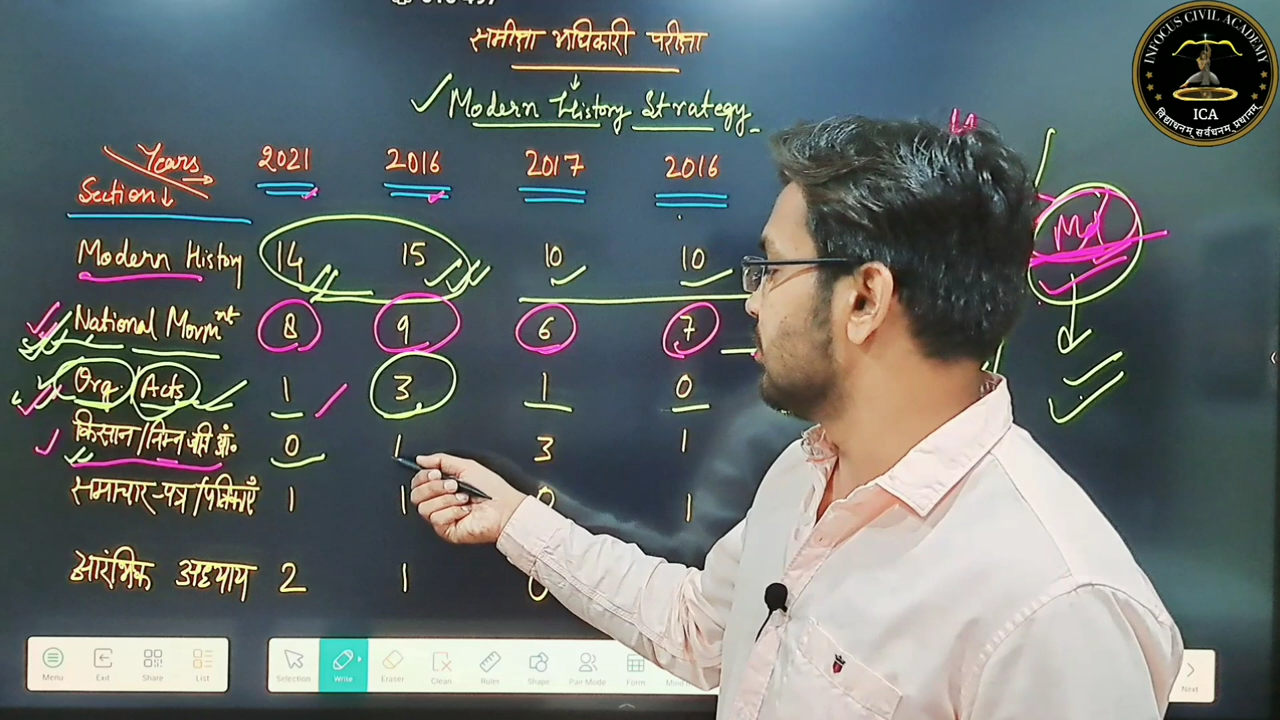 समीक्षा अधिकारी परीक्षा
Modern History Strategy
Years 2021 2016 2017 2016
Section
Modern History 14 15 10 10
National Movmnt 8 9 6 7
Org. Acts 1 3 1 0
किसान/निम्न जाति आं॰ 0 1 3 1
समाचार-पत्र/पत्रिकाएँ 1 1 0 1
आरंभिक अध्याय 2 1 0
INFOCUS CIVIL ACADEMY
ICA
विद्याधनम् सर्वधनम् प्रधानम्
Menu Exit Share List Selection Write Eraser Clean Ruler Shape Pair Mode Form Next